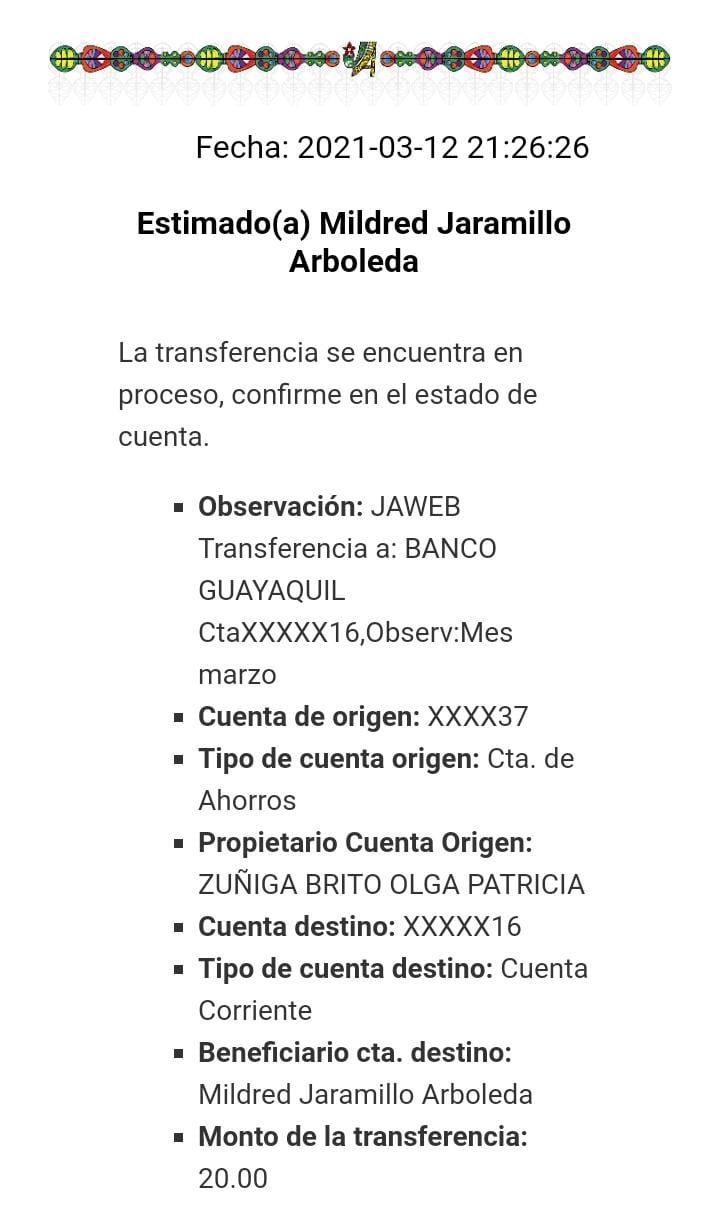 Fecha: 2021-03-12 21:26:26
Estimado(a) Mildred Jaramillo
Arboleda
La transferencia se encuentra en
proceso, confirme en el estado de
cuenta.
Observación: JAWEB
Transferencia a: BANCO
GUAYAQUIL
CtaXXXXX16,Observ:Mes
marzo
Cuenta de origen: XXXX37
Tipo de cuenta origen: Cta. de
Ahorros
Propietario Cuenta Origen:
ZUÑIGA BRITO OLGA PATRICIA
Cuenta destino: XXXXX16
Tipo de cuenta destino: Cuenta
Corriente
Beneficiario cta. destino:
Mildred Jaramillo Arboleda
Monto de la transferencia:
20.00